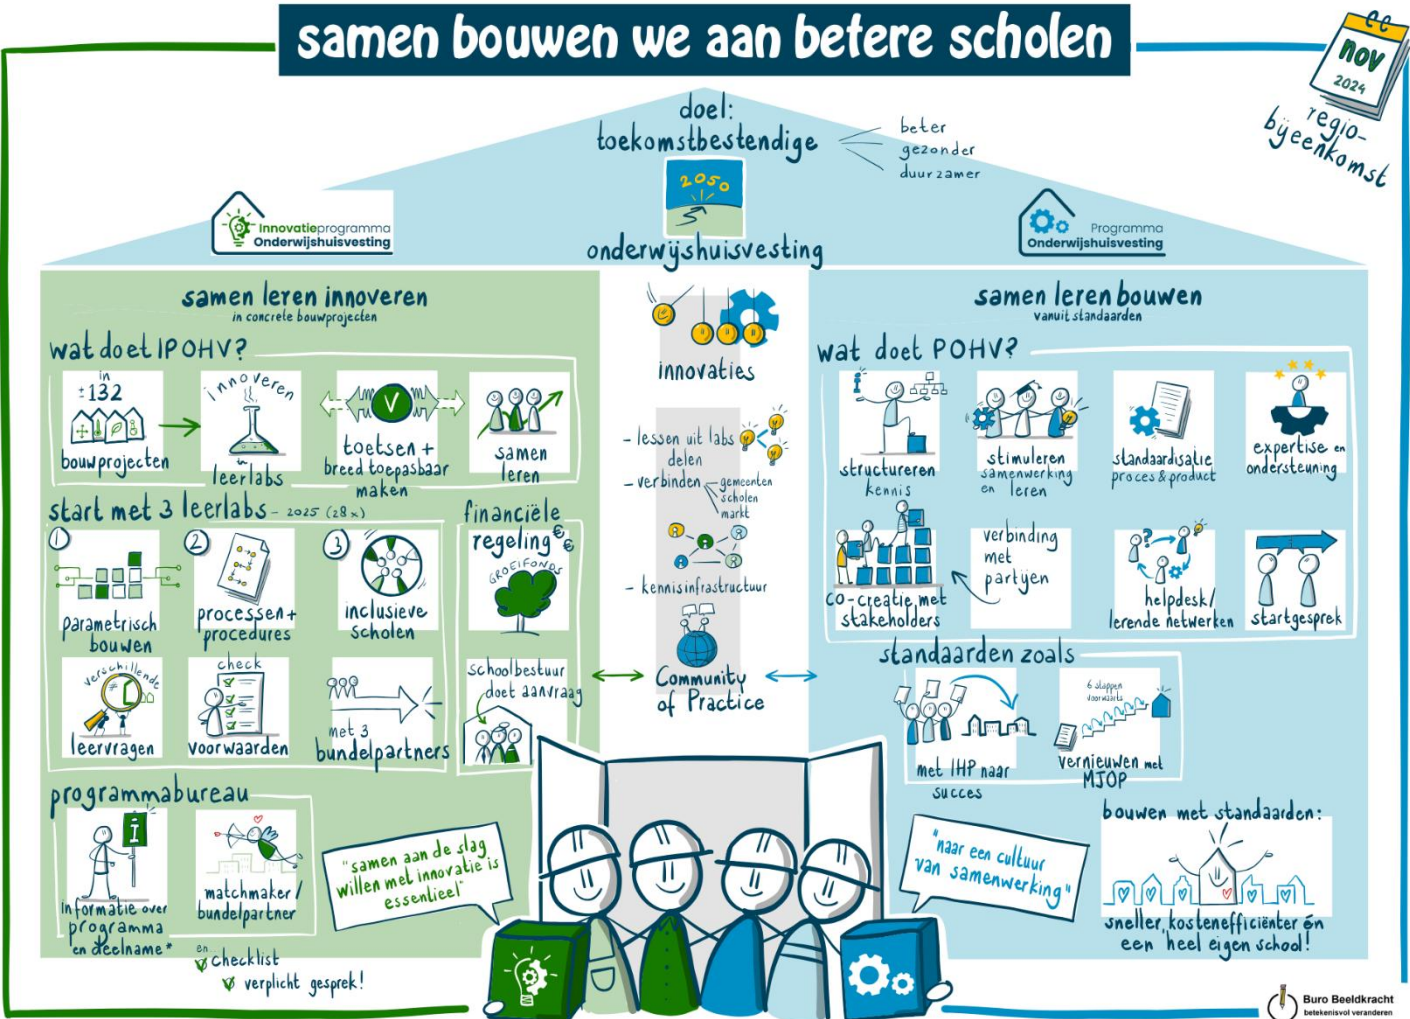 samen bouwen we aan betere scholen
nov
2024
regio-
bijeenkomst
doel:
toekomstbestendige
beter
gezonder
duurzamer
2050
onderwijshuisvesting
Innovatieprogramma
Onderwijshuisvesting
Programma
Onderwijshuisvesting
samen leren innoveren
in concrete bouwprojecten
wat doet IPOHV?
in
±132
bouwprojecten
innoveren
in
leerlabs
toetsen +
breed toepasbaar
maken
samen
leren
start met 3 leerlabs - 2025 (28x)
1
parametrisch
bouwen
2
processen +
procedures
3
inclusieve
scholen
verschillende
leervragen
check
voorwaarden
met 3
bundelpartners
financiële
regeling €
€
GROEIFONDS
schoolbestuur
doet aanvraag
programmabureau
i
Informatie over
programma
en deelname*
matchmaker/
bundelpartner
en...
checklist
verplicht gesprek!
"samen aan de slag
willen met innovatie is
essentieel"
innovaties
- lessen uit labs
delen
- verbinden
gemeenten
scholen
markt
- kennisinfrastructuur
Community
of Practice
samen leren bouwen
vanuit standaarden
wat doet POHV?
i
structureren
kennis
stimuleren
samenwerking
en leren
standaardisatie
proces & product
expertise en
ondersteuning
co-creatie met
stakeholders
verbinding
met
partijen
?
helpdesk/
lerende netwerken
startgesprek
standaarden zoals
met IHP naar
succes
6 stappen
voorwaarts
vernieuwen met
MJOP
bouwen met standaarden:
sneller, kostenefficiënter én
een 'heel eigen school!
"naar een cultuur
van samenwerking"
Buro Beeldkracht
betekenisvol veranderen